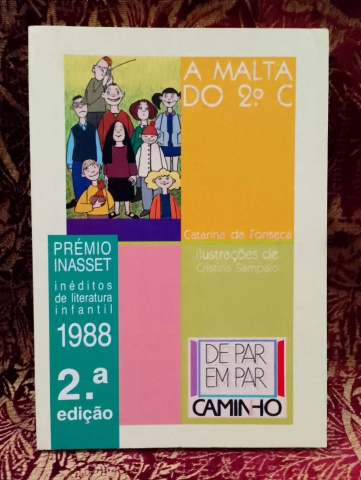 A MALTA
DO 2º C
Catarina da Fonseca
ilustrações de
Cristina Sampaio
PRÉMIO
INASSET
inéditos
de literatura
infantil
1988
2.ª
edição
DE PAR
EM PAR
CAMINHO